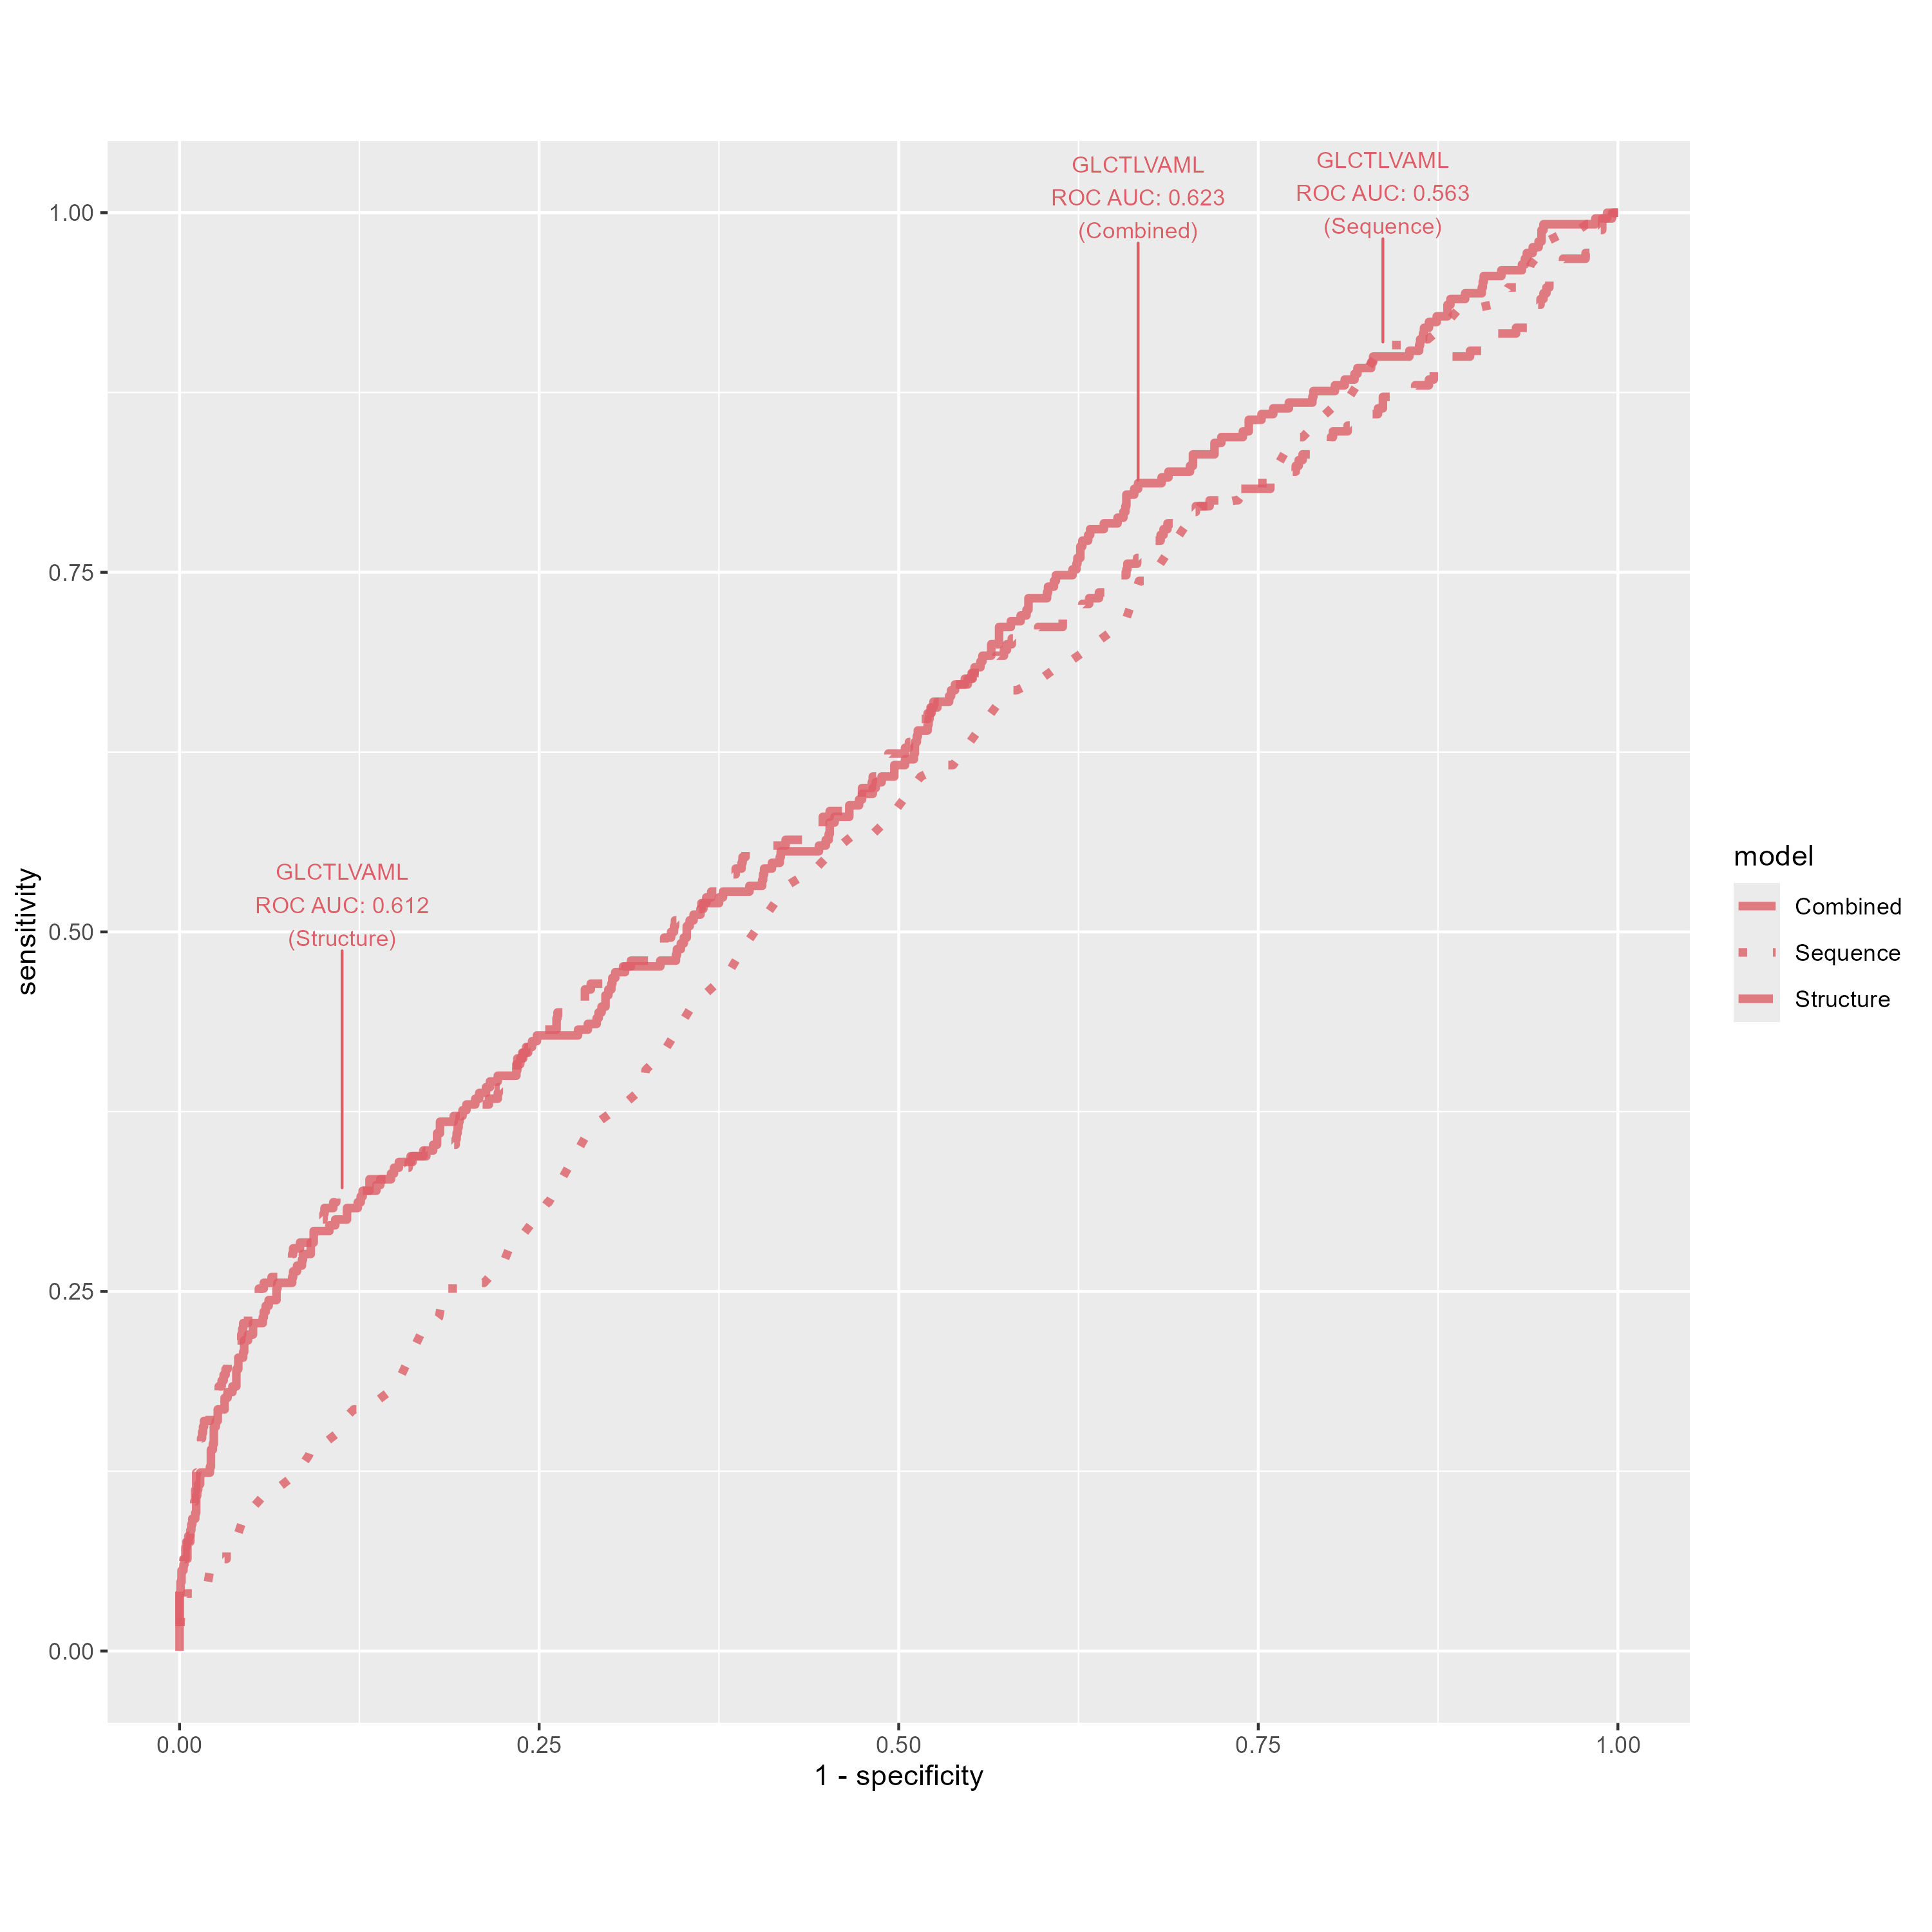 GLCTLVAML
ROC AUC: 0.623
(Combined)
GLCTLVAML
ROC AUC: 0.563
(Sequence)
GLCTLVAML
ROC AUC: 0.612
(Structure)
sensitivity
1.00
0.75
0.50
0.25
0.00
0.00
0.25
0.50
0.75
1.00
1 - specificity
model
Combined
Sequence
Structure